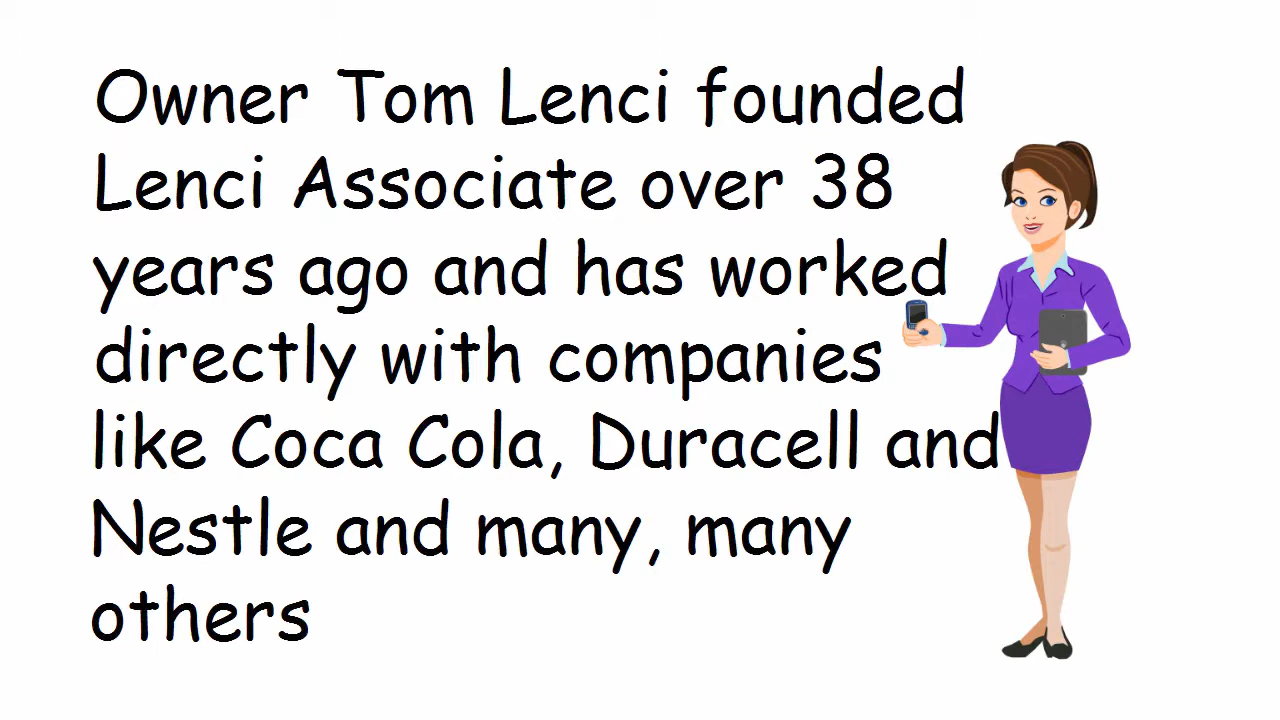 Owner Tom Lenci founded
Lenci Associate over 38
years ago and has worked
directly with companies
like Coca Cola, Duracell and
Nestle and many, many
others